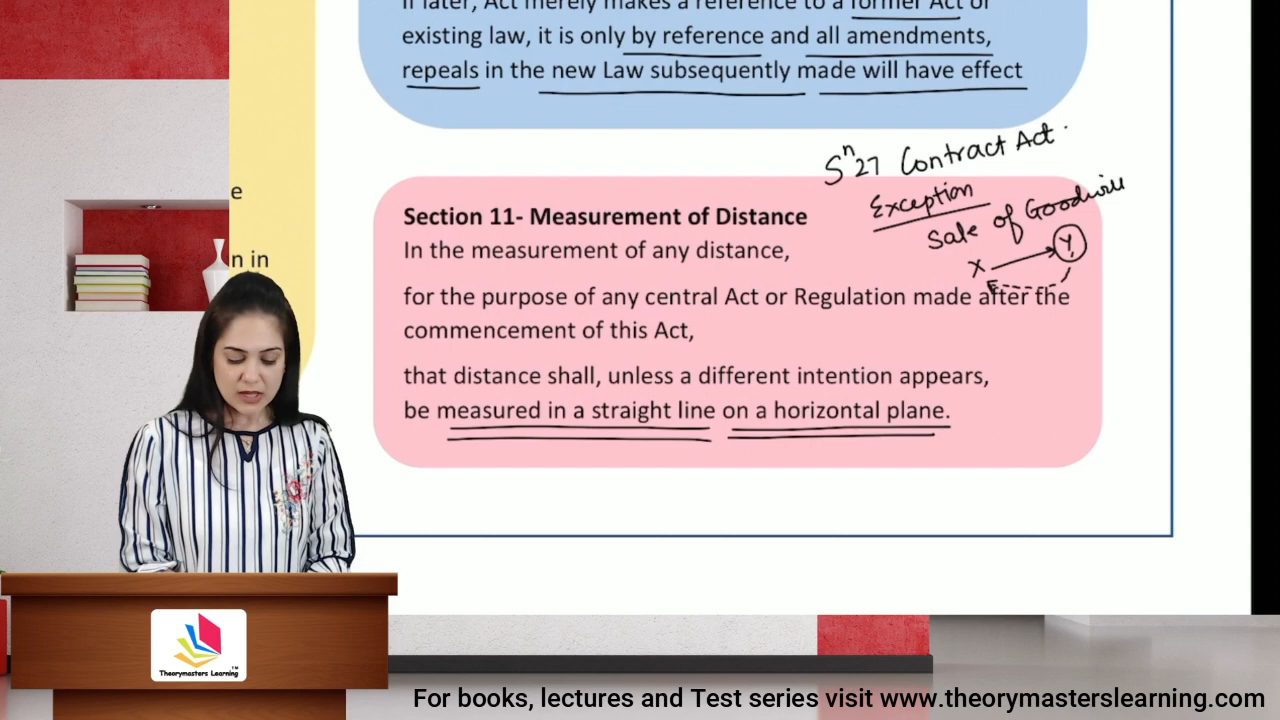 If later, Act merely makes a reference to a former Act or
existing law, it is only by reference and all amendments,
repeals in the new Law subsequently made will have effect
Sn 27 Contract Act.
Exception
Sale of Goodwill
X Y
e
n in
Section 11- Measurement of Distance
In the measurement of any distance,
for the purpose of any central Act or Regulation made after the
commencement of this Act,
that distance shall, unless a different intention appears,
be measured in a straight line on a horizontal plane.
Theorymasters Learning™
For books, lectures and Test series visit www.theorymasterslearning.com